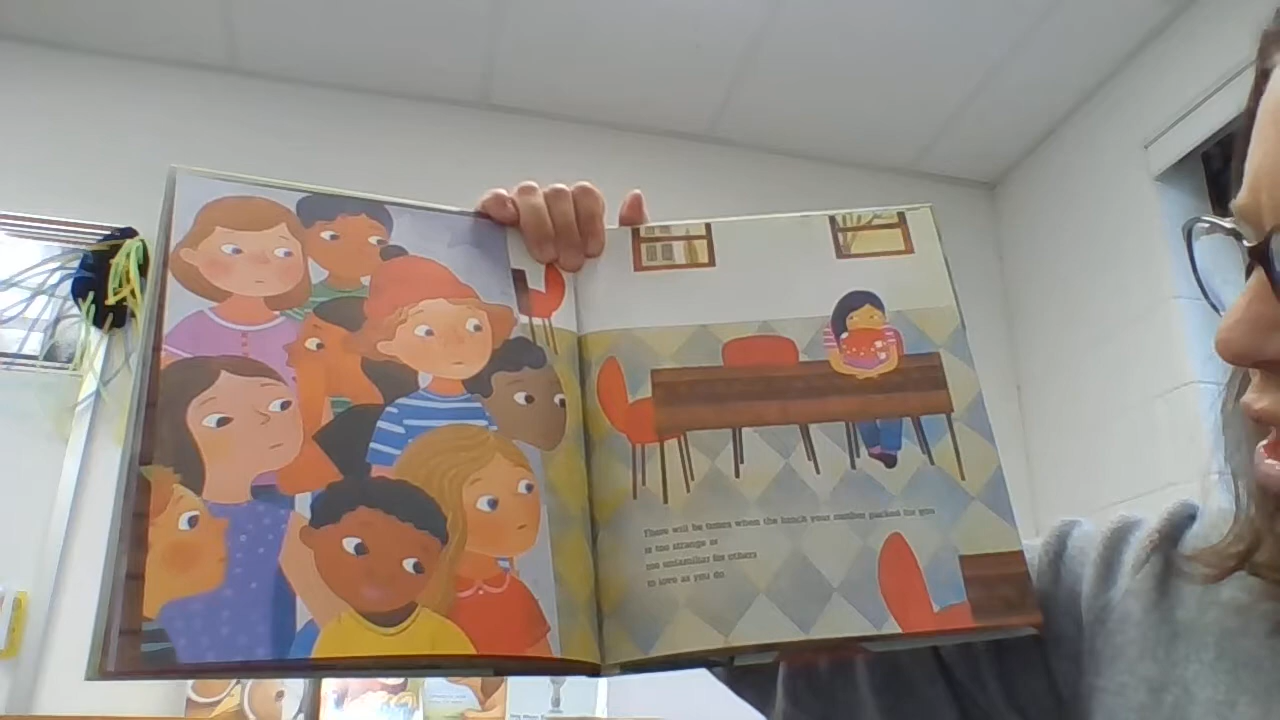 There will be times when the lunch your mother packed for you
is too strange or
too unfamiliar for others
to love as you do.